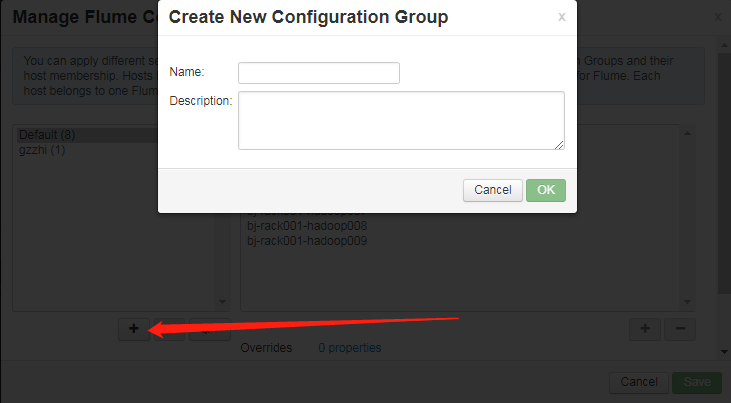 Manage Flume Co
Create New Configuration Group
x
x
You can apply different se
n Groups and their
host membership. Hosts
for Flume. Each
host belongs to one Flum
Name:
Description:
Default (8)
gzzhi (1)
Cancel
OK
bj-rack001-hadoop008
bj-rack001-hadoop009
+
+
−
Overrides
0 properties
Cancel
Save